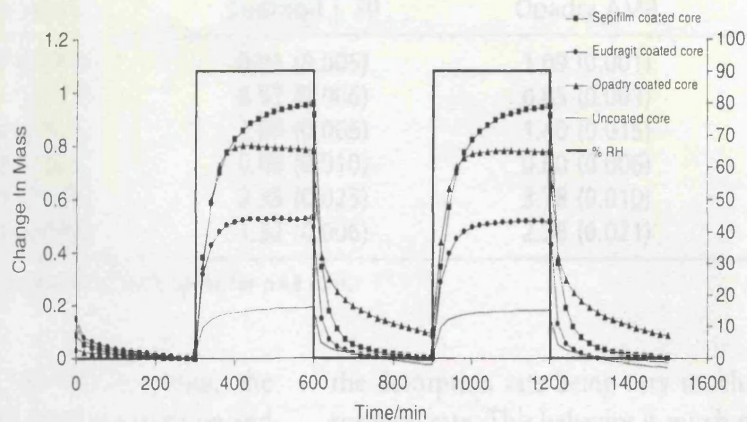 Sepifilm coated core
Eudragit coated core
Opadry coated core
Uncoated core
% RH
Change In Mass
1.2
1
0.8
0.6
0.4
0.2
0
100
90
80
70
60
50
40
30
20
10
0
0 200 400 600 800 1000 1200 1400 1600
Time/min